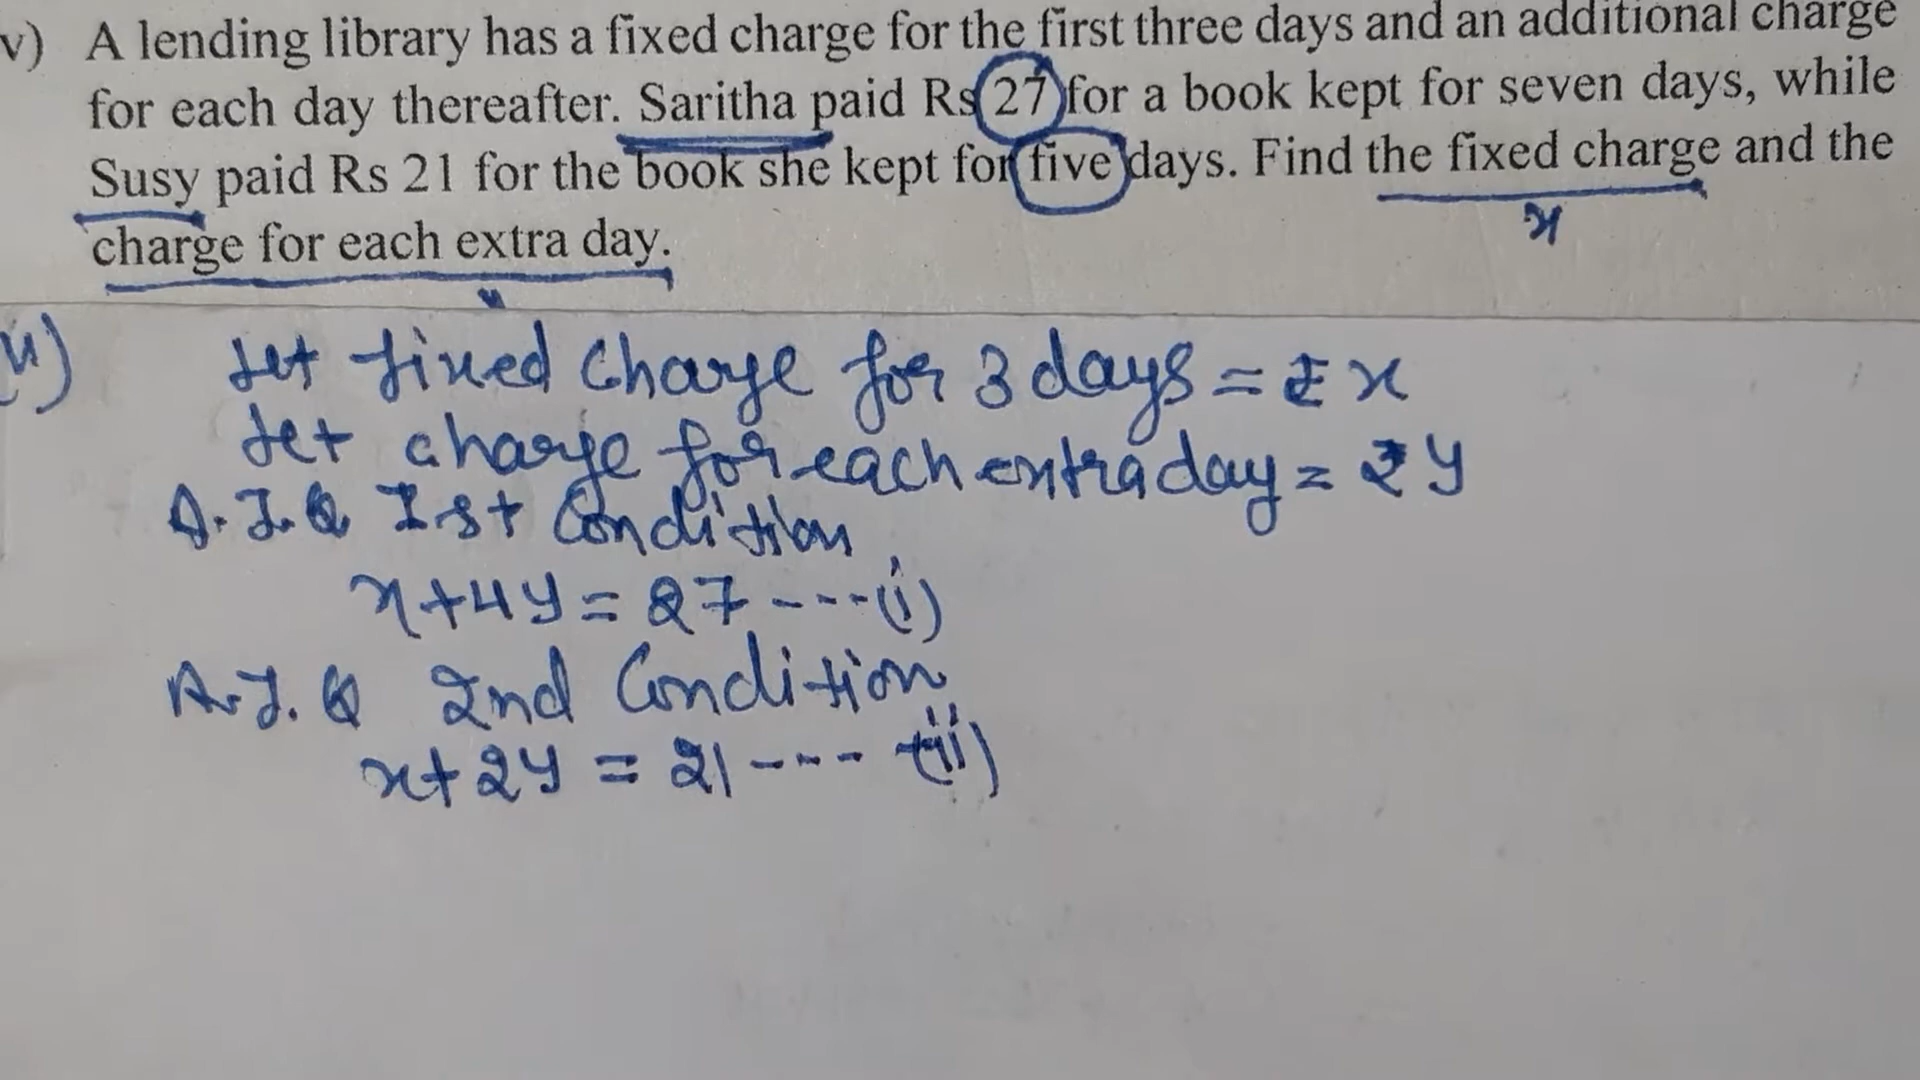 v) A lending library has a fixed charge for the first three days and an additional charge
for each day thereafter. Saritha paid Rs 27 for a book kept for seven days, while
Susy paid Rs 21 for the book she kept for five days. Find the fixed charge and the
x
charge for each extra day.
Let fixed charge for 3 days = ₹ x
Let charge for each extra day = ₹ y
A.T.Q Ist Condition
x+4y = 27 ----(i)
A.T.Q 2nd Condition
x+2y = 21 ---- (ii)